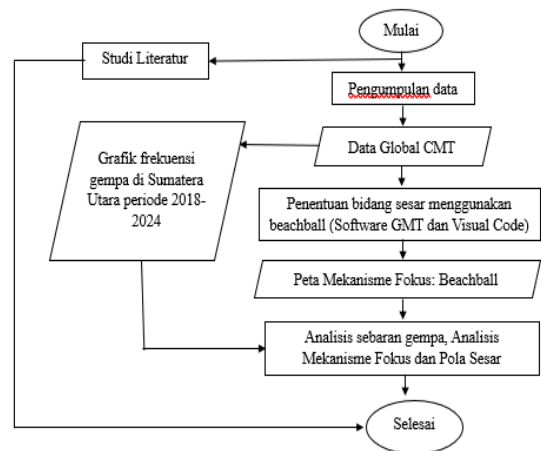 Mulai
Studi Literatur
Pengumpulan data
Data Global CMT
Grafik frekuensi
gempa di Sumatera
Utara periode 2018-
2024
Penentuan bidang sesar menggunakan
beachball (Software GMT dan Visual Code)
Peta Mekanisme Fokus: Beachball
Analisis sebaran gempa, Analisis
Mekanisme Fokus dan Pola Sesar
Selesai